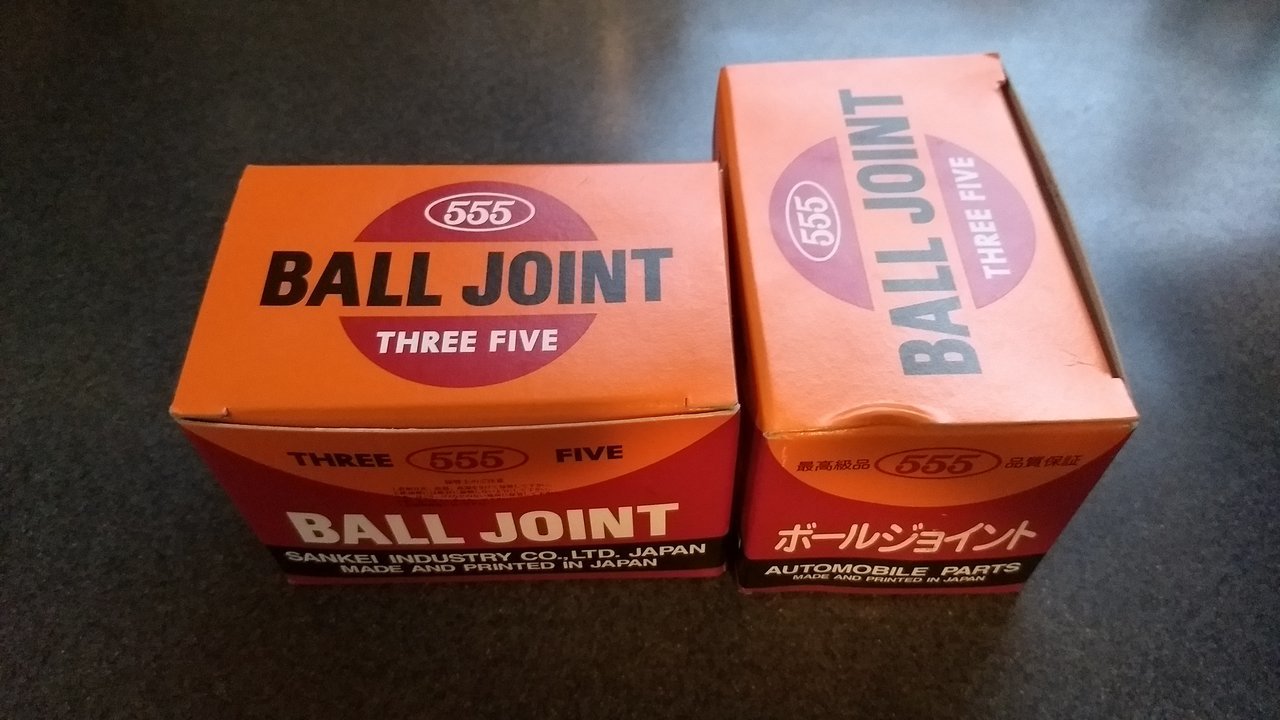 555
BALL JOINT
THREE FIVE
THREE 555 FIVE
BALL JOINT
SANKEI INDUSTRY CO.,LTD. JAPAN
MADE AND PRINTED IN JAPAN
555
BALL JOINT
THREE FIVE
最高級品 555 品質保証
ボールジョイント
AUTOMOBILE PARTS
MADE AND PRINTED IN JAPAN